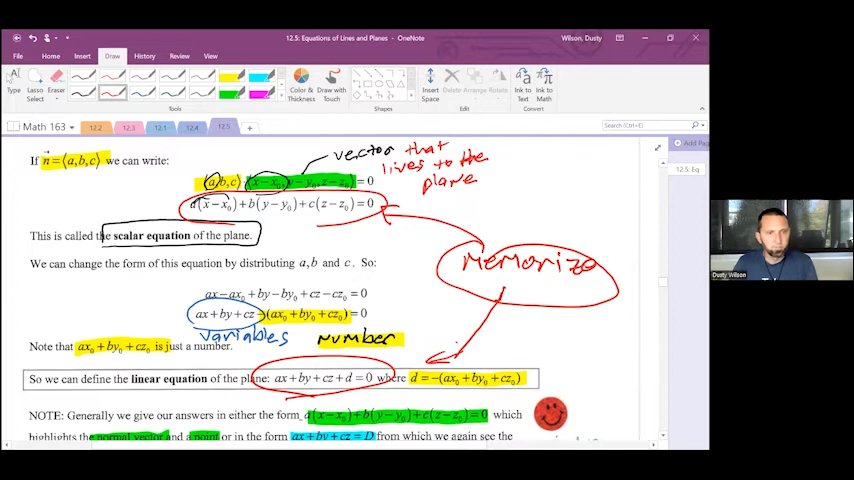 12.5: Equations of Lines and Planes - OneNote
Wilson, Dusty
File Home Insert Draw History Review View
Type
Lasso Select
Eraser
Color & Thickness
Draw with Touch
Shapes
Arrange
Delete
Ink to Text
Ink to Math
Tools
Shapes
Edit
Convert
Math 163
12.2 12.3 12.1 12.4 12.5
Search (Ctrl+E)
Add Pag
12.5: Eq
If n⃗ = ⟨a,b,c⟩ we can write:
vector that
lives to the
plane
⟨a,b,c⟩·⟨x−x₀, y−y₀, z−z₀⟩=0
a(x−x₀)+b(y−y₀)+c(z−z₀)=0
This is called the scalar equation of the plane.
We can change the form of this equation by distributing a,b and c. So:
Memorize
ax−ax₀+by−by₀+cz−cz₀=0
ax+by+cz−(ax₀+by₀+cz₀)=0
variables number
Note that ax₀+by₀+cz₀ is just a number.
So we can define the linear equation of the plane: ax+by+cz+d=0 where d=−(ax₀+by₀+cz₀)
NOTE: Generally we give our answers in either the form a(x−x₀)+b(y−y₀)+c(z−z₀)=0 which
highlights the normal vector and a point or in the form ax+by+cz=D from which we again see the
Dusty Wilson